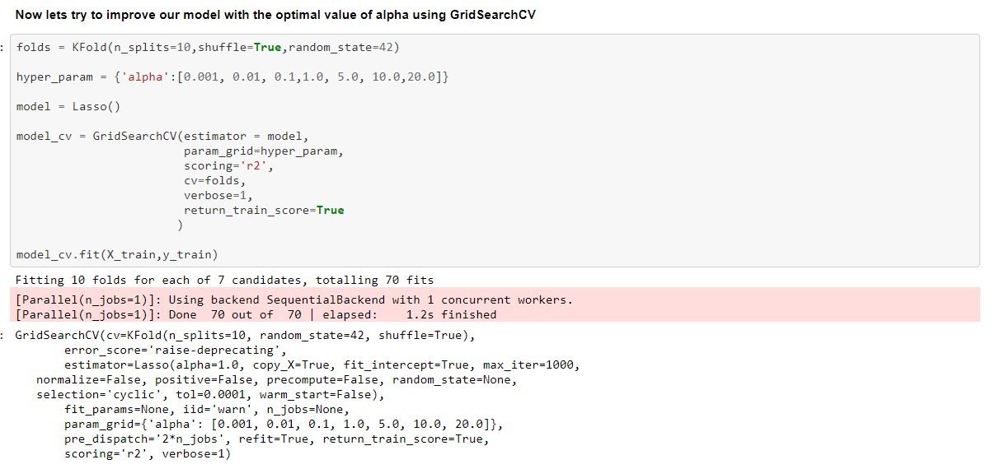 Now lets try to improve our model with the optimal value of alpha using GridSearchCV
: folds = KFold(n_splits=10,shuffle=True,random_state=42)
hyper_param = {'alpha':[0.001, 0.01, 0.1,1.0, 5.0, 10.0,20.0]}
model = Lasso()
model_cv = GridSearchCV(estimator = model,
param_grid=hyper_param,
scoring='r2',
cv=folds,
verbose=1,
return_train_score=True
)
model_cv.fit(X_train,y_train)
Fitting 10 folds for each of 7 candidates, totalling 70 fits
[Parallel(n_jobs=1)]: Using backend SequentialBackend with 1 concurrent workers.
[Parallel(n_jobs=1)]: Done  70 out of  70 | elapsed:    1.2s finished
: GridSearchCV(cv=KFold(n_splits=10, random_state=42, shuffle=True),
error_score='raise-deprecating',
estimator=Lasso(alpha=1.0, copy_X=True, fit_intercept=True, max_iter=1000,
normalize=False, positive=False, precompute=False, random_state=None,
selection='cyclic', tol=0.0001, warm_start=False),
fit_params=None, iid='warn', n_jobs=None,
param_grid={'alpha': [0.001, 0.01, 0.1, 1.0, 5.0, 10.0, 20.0]},
pre_dispatch='2*n_jobs', refit=True, return_train_score=True,
scoring='r2', verbose=1)